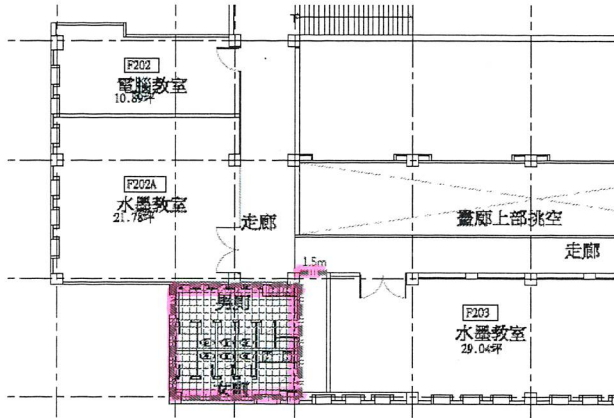 F202
電腦教室
10.89坪
F202A
水墨教室
21.78坪
走廊
畫廊上部挑空
走廊
1.5m
男廁
F203
水墨教室
29.04坪
女廁